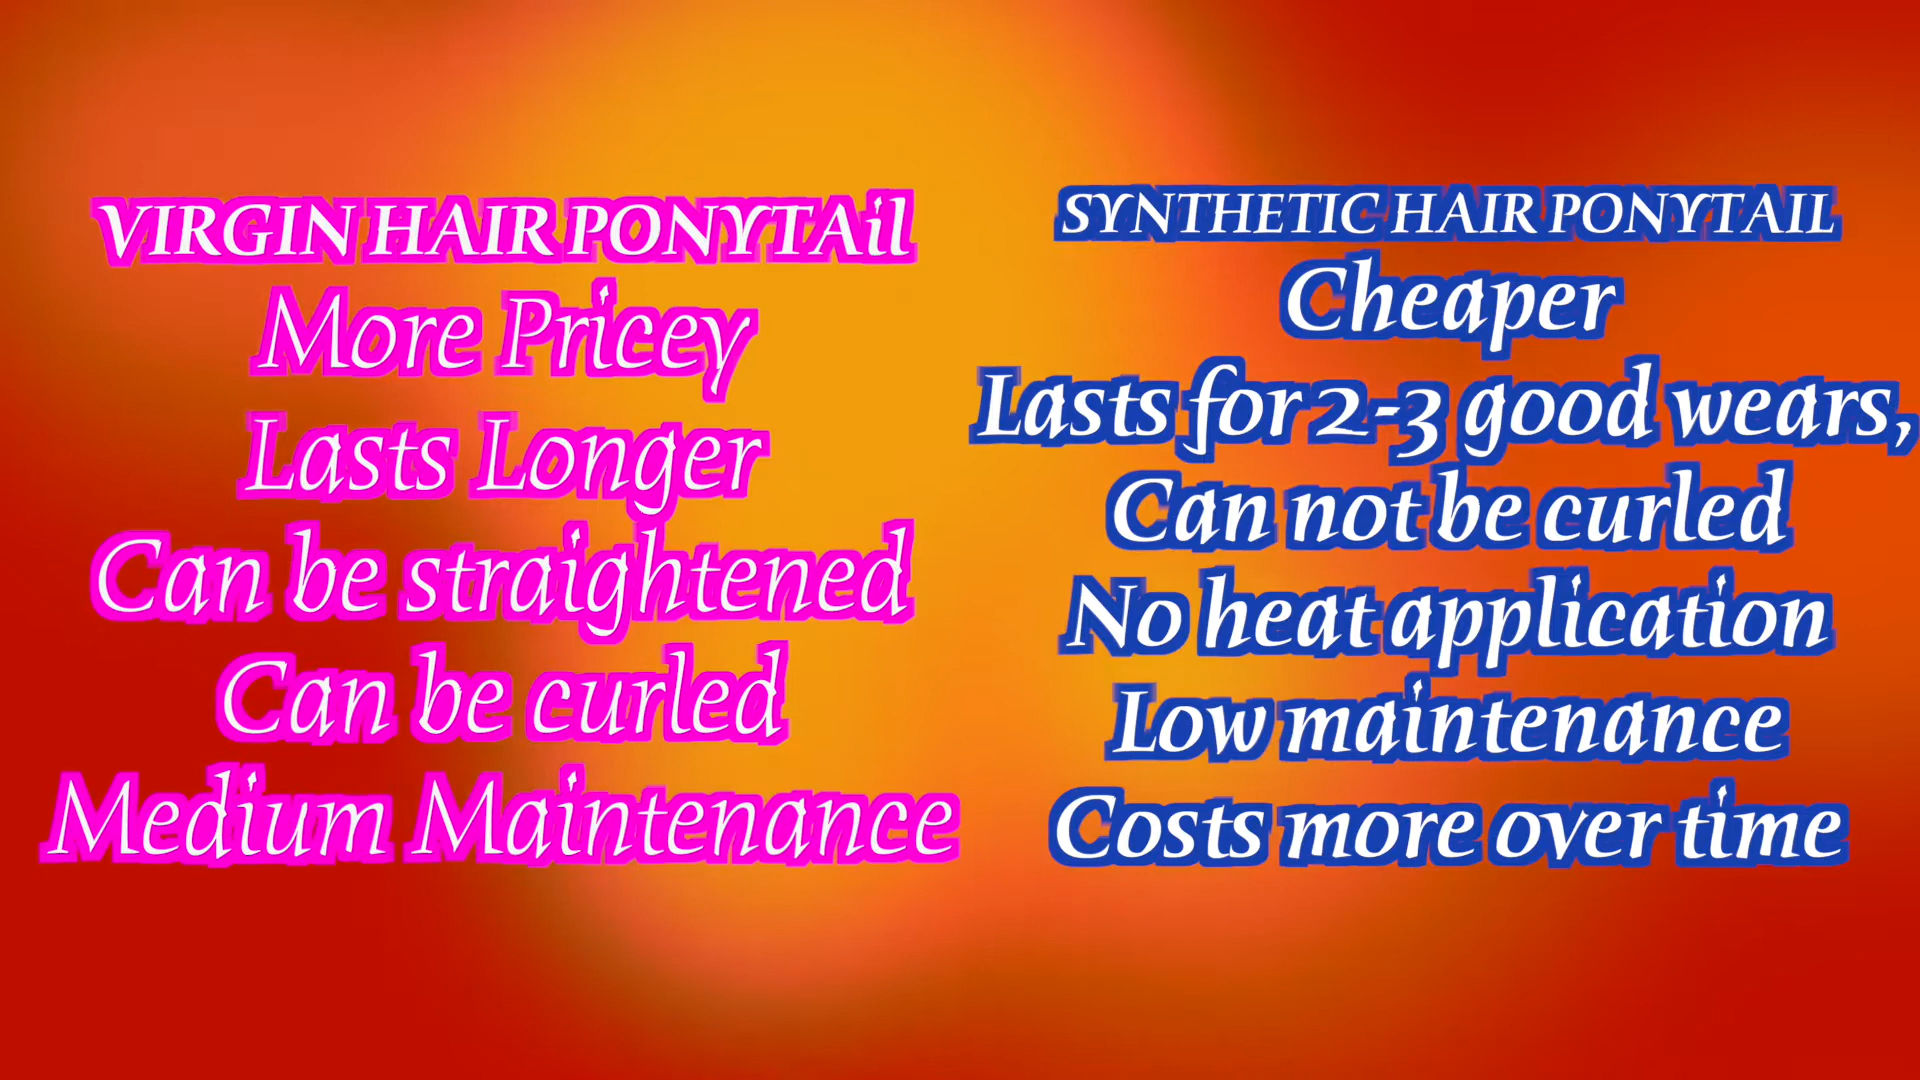 VIRGIN HAIR PONYTAil
More Pricey
Lasts Longer
Can be straightened
Can be curled
Medium Maintenance
SYNTHETIC HAIR PONYTAIL
Cheaper
Lasts for 2-3 good wears,
Can not be curled
No heat application
Low maintenance
Costs more over time